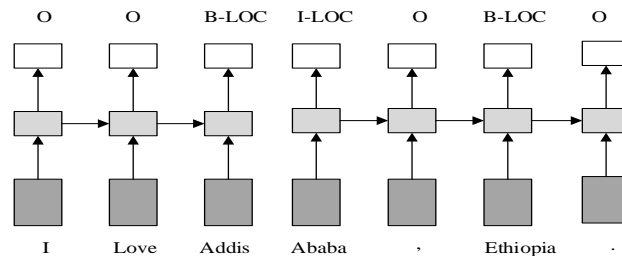 O O B-LOC I-LOC O B-LOC O
I Love Addis Ababa , Ethiopia .